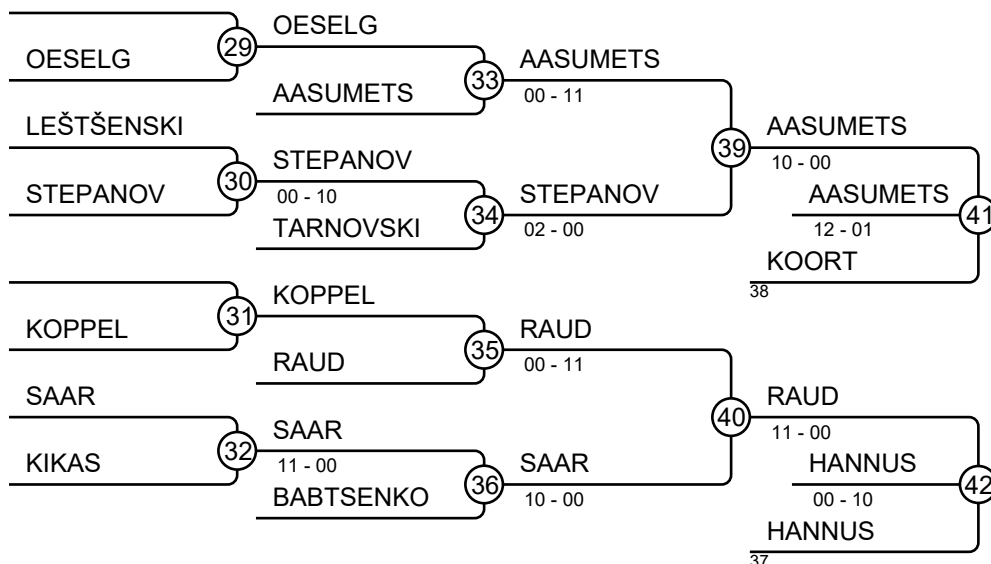 OESELG
29
OESELG
AASUMETS
33
AASUMETS
00 - 11
LEŠTŠENSKI
STEPANOV
30
STEPANOV
00 - 10
TARNOVSKI
34
STEPANOV
02 - 00
39
AASUMETS
10 - 00
AASUMETS
12 - 01
41
KOORT
38
KOPPEL
31
KOPPEL
RAUD
35
RAUD
00 - 11
SAAR
KIKAS
32
SAAR
11 - 00
BABTSENKO
36
SAAR
10 - 00
40
RAUD
11 - 00
HANNUS
00 - 10
42
HANNUS
37